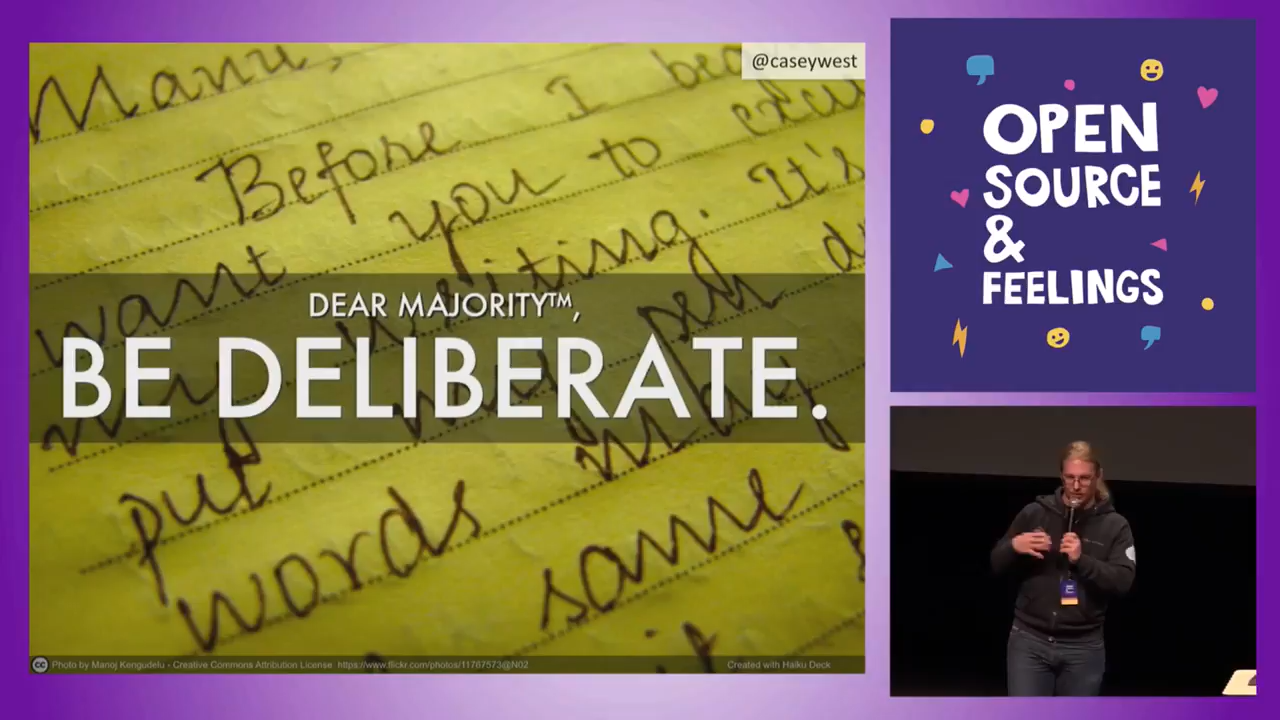 @caseywest
Manu,
Before I
want you to
writing. It's
DEAR MAJORITY™,
BE DELIBERATE.
put
words
same
Photo by Manoj Kengudelu - Creative Commons Attribution License https://www.flickr.com/photos/11787573@N02
Created with Haiku Deck
OPEN
SOURCE
&
FEELINGS